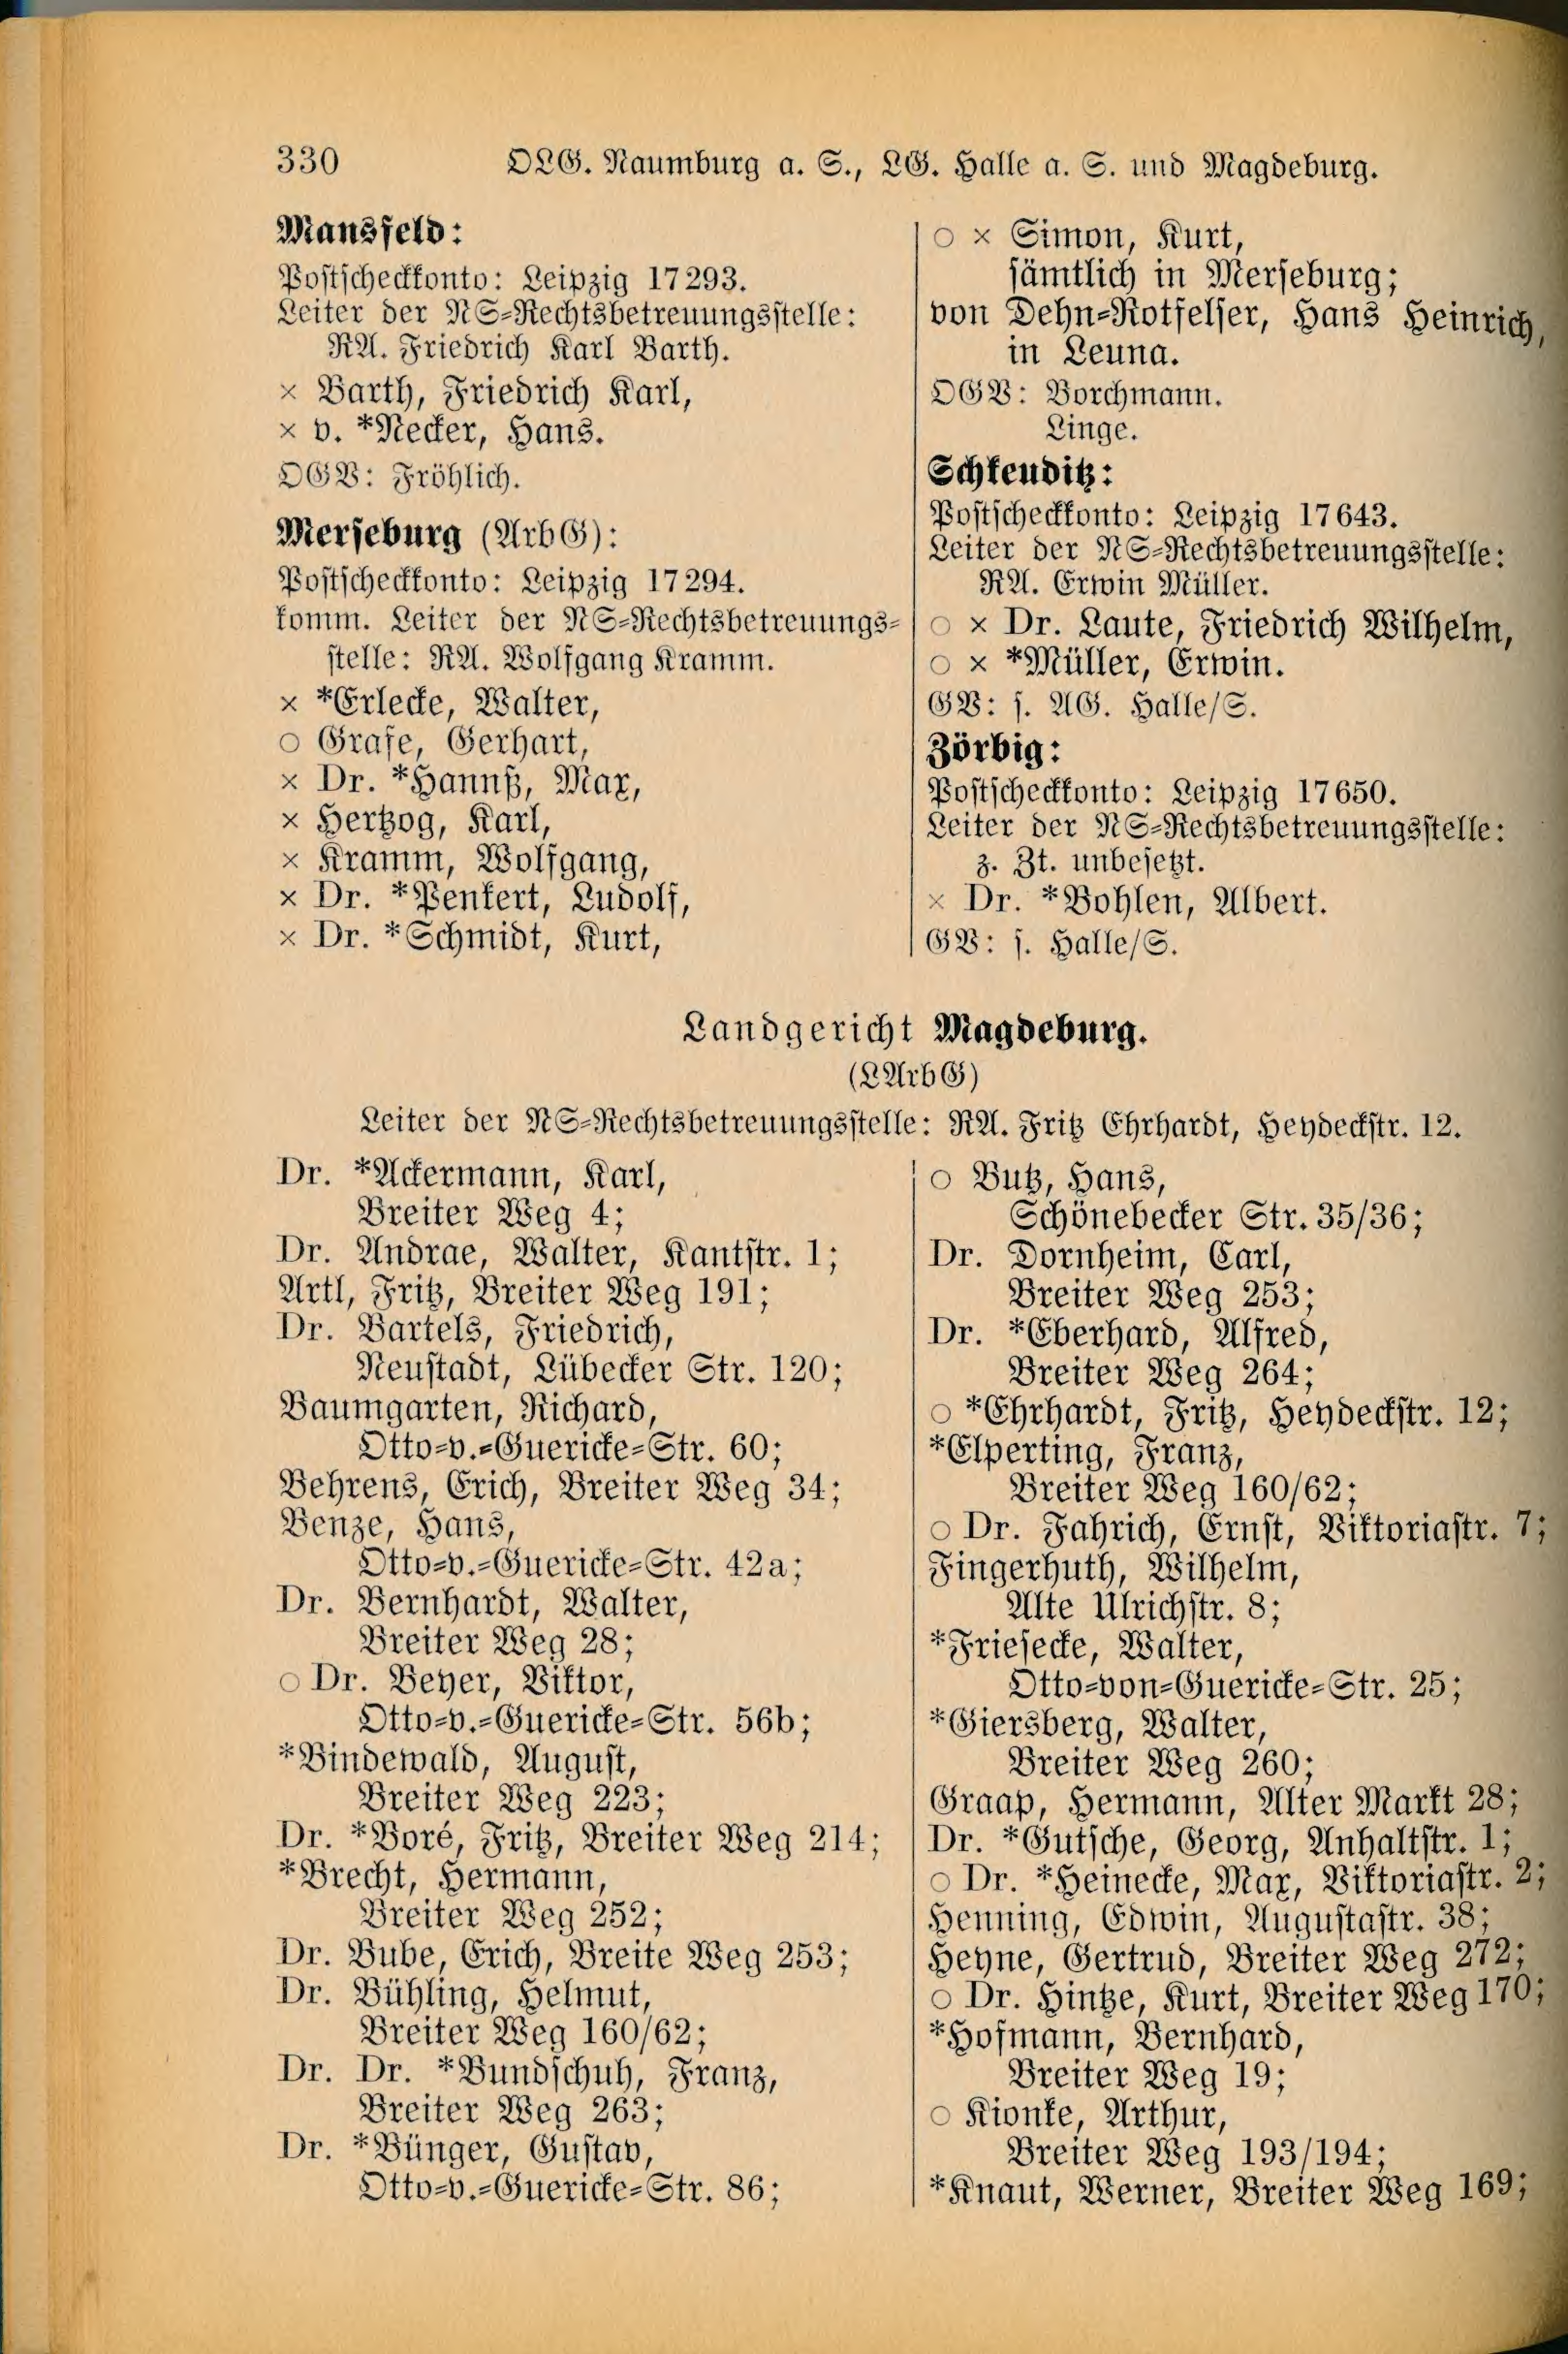 330 OLG. Naumburg a. S., LG. Halle a. S. und Magdeburg.
Mansfeld:
Postscheckkonto: Leipzig 17293.
Leiter der NS-Rechtsbetreuungsstelle:
RA. Friedrich Karl Barth.
× Barth, Friedrich Karl,
× v. *Recker, Hans.
OGV: Fröhlich.
Merseburg (ArbG):
Postscheckkonto: Leipzig 17294.
komm. Leiter der NS-Rechtsbetreuungs-
stelle: RA. Wolfgang Kramm.
× *Erlecke, Walter,
○ Grafe, Gerhart,
× Dr. *Hannß, Max,
× Hertzog, Karl,
× Kramm, Wolfgang,
× Dr. *Penkert, Ludolf,
× Dr. *Schmidt, Kurt,
○ × Simon, Kurt,
sämtlich in Merseburg;
von Dehn-Rotfelser, Hans Heinrich,
in Leuna.
OGV: Borchmann.
Linge.
Schkeuditz:
Postscheckkonto: Leipzig 17643.
Leiter der NS-Rechtsbetreuungsstelle:
RA. Erwin Müller.
○ × Dr. Laute, Friedrich Wilhelm,
○ × *Müller, Erwin.
GV: s. AG. Halle/S.
Zörbig:
Postscheckkonto: Leipzig 17650.
Leiter der NS-Rechtsbetreuungsstelle:
z. Zt. unbesetzt.
× Dr. *Bohlen, Albert.
GV: s. Halle/S.
Landgericht Magdeburg.
(LArbG)
Leiter der NS-Rechtsbetreuungsstelle: RA. Fritz Ehrhardt, Heydeckstr. 12.
Dr. *Ackermann, Karl,
Breiter Weg 4;
Dr. Andrae, Walter, Kantstr. 1;
Artl, Fritz, Breiter Weg 191;
Dr. Bartels, Friedrich,
Neustadt, Lübecker Str. 120;
Baumgarten, Richard,
Otto-v.-Guericke-Str. 60;
Behrens, Erich, Breiter Weg 34;
Benze, Hans,
Otto-v.-Guericke-Str. 42a;
Dr. Bernhardt, Walter,
Breiter Weg 28;
○ Dr. Beyer, Viktor,
Otto-v.-Guericke-Str. 56b;
*Bindewald, August,
Breiter Weg 223;
Dr. *Boré, Fritz, Breiter Weg 214;
*Brecht, Hermann,
Breiter Weg 252;
Dr. Bube, Erich, Breite Weg 253;
Dr. Bühling, Helmut,
Breiter Weg 160/62;
Dr. Dr. *Bundschuh, Franz,
Breiter Weg 263;
Dr. *Bünger, Gustav,
Otto-v.-Guericke-Str. 86;
○ Butz, Hans,
Schönebecker Str. 35/36;
Dr. Dornheim, Carl,
Breiter Weg 253;
Dr. *Eberhard, Alfred,
Breiter Weg 264;
○ *Ehrhardt, Fritz, Heydeckstr. 12;
*Elperting, Franz,
Breiter Weg 160/62;
○ Dr. Fahrich, Ernst, Viktoriastr. 7;
Fingerhuth, Wilhelm,
Alte Ulrichstr. 8;
*Friesecke, Walter,
Otto-von-Guericke-Str. 25;
*Giersberg, Walter,
Breiter Weg 260;
Graap, Hermann, Alter Markt 28;
Dr. *Gutsche, Georg, Anhaltstr. 1;
○ Dr. *Heinecke, Max, Viktoriastr. 2;
Henning, Edwin, Augustastr. 38;
Heyne, Gertrud, Breiter Weg 272;
○ Dr. Hintze, Kurt, Breiter Weg 170;
*Hofmann, Bernhard,
Breiter Weg 19;
○ Kionke, Arthur,
Breiter Weg 193/194;
*Knaut, Werner, Breiter Weg 169;